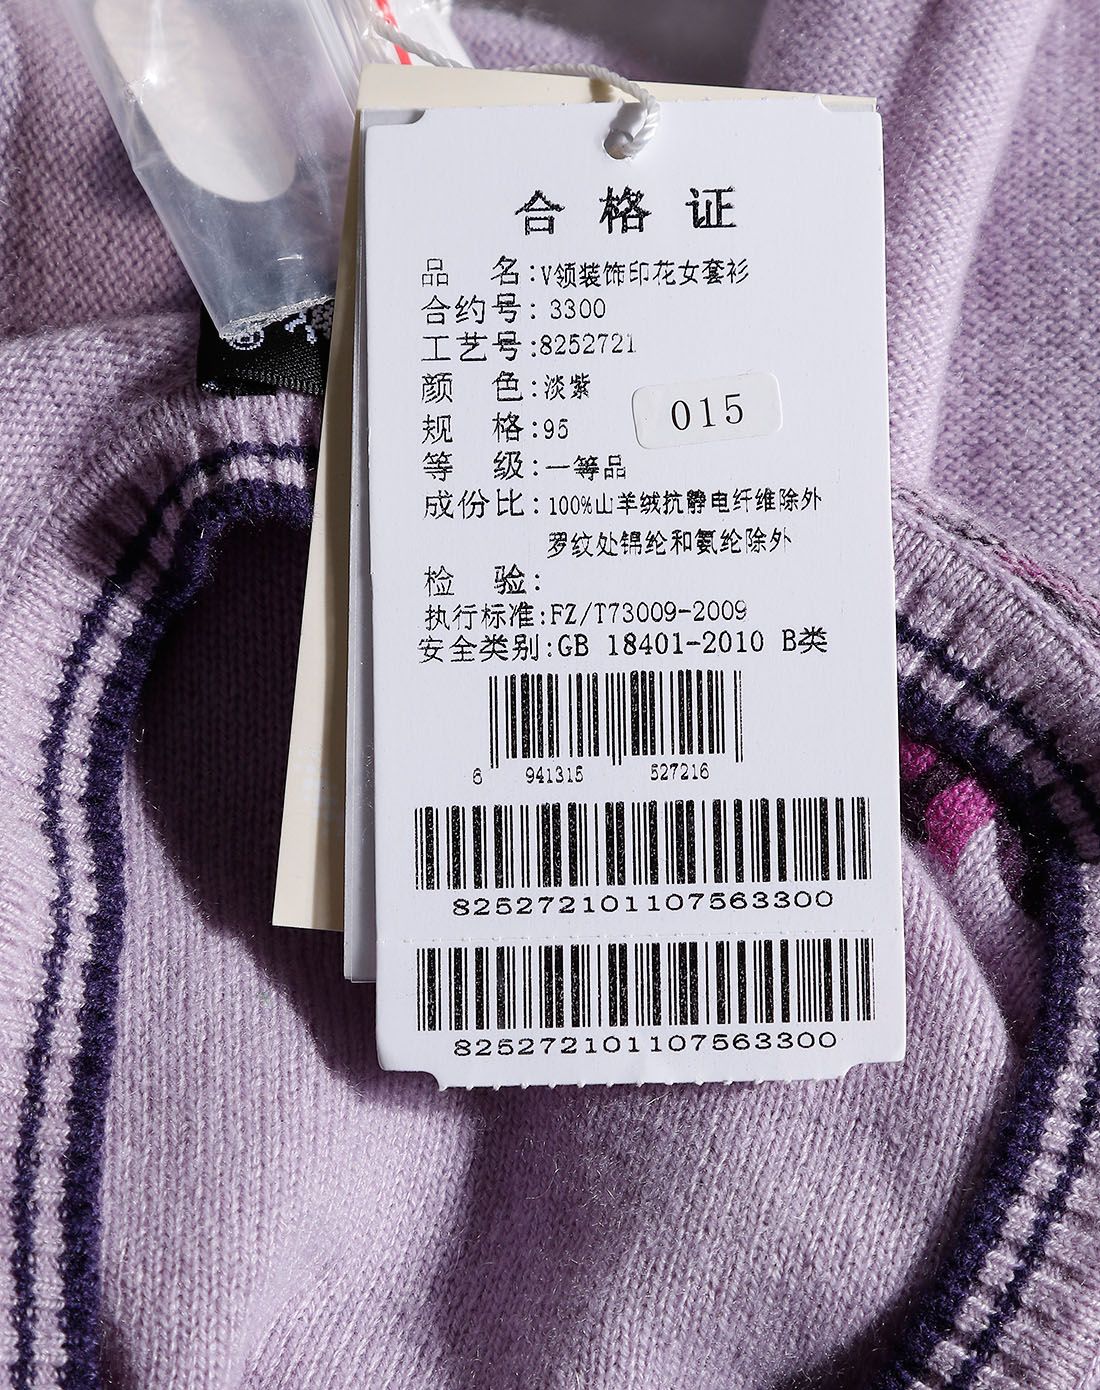 合格证
品 名:V领装饰印花女套衫
合约号:3300
工艺号:8252721
颜 色:淡紫
015
规 格:95
等 级:一等品
成份比:100%山羊绒抗静电纤维除外
罗纹处锦纶和氨纶除外
检 验:
执行标准:FZ/T73009-2009
安全类别:GB 18401-2010 B类
6 941315 527216
825272101107563300
825272101107563300